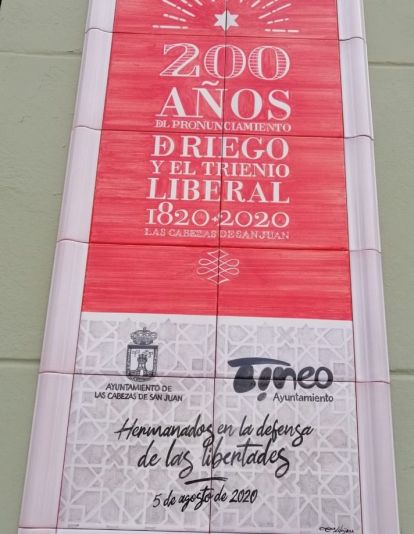 200
AÑOS
DEL PRONUNCIAMIENTO
DE RIEGO
Y EL TRIENIO
LIBERAL
1820 2020
LAS CABEZAS DE SAN JUAN
AYUNTAMIENTO DE
LAS CABEZAS DE SAN JUAN
Tineo
Ayuntamiento
Hermanados en la defensa
de las libertades
5 de agosto de 2020